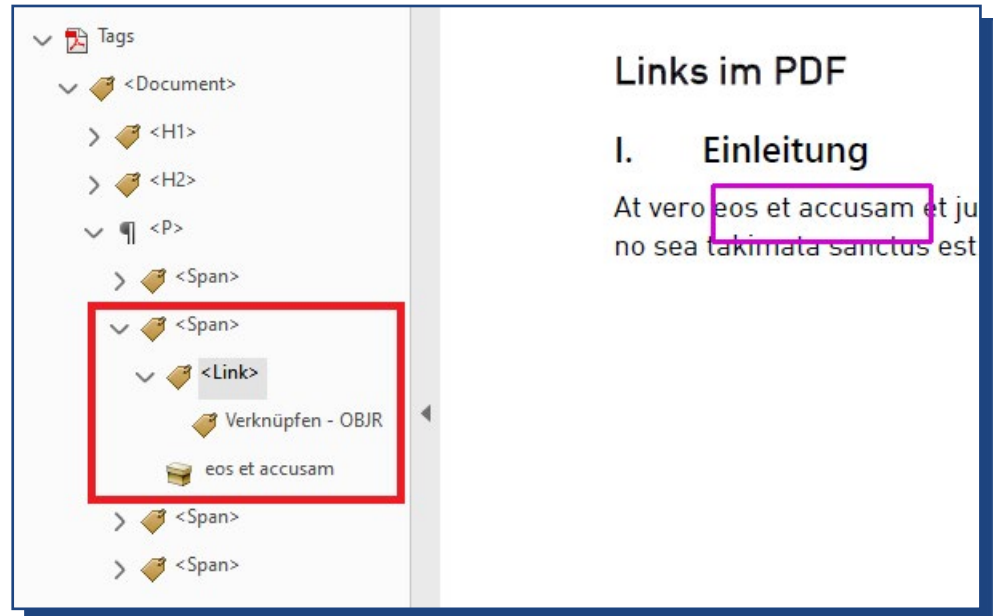 Tags
<Document>
<H1>
<H2>
<P>
<Span>
<Span>
<Link>
Verknüpfen - OBJR
eos et accusam
<Span>
<Span>
Links im PDF
I. Einleitung
At vero eos et accusam et ju
no sea takimata sanctus est